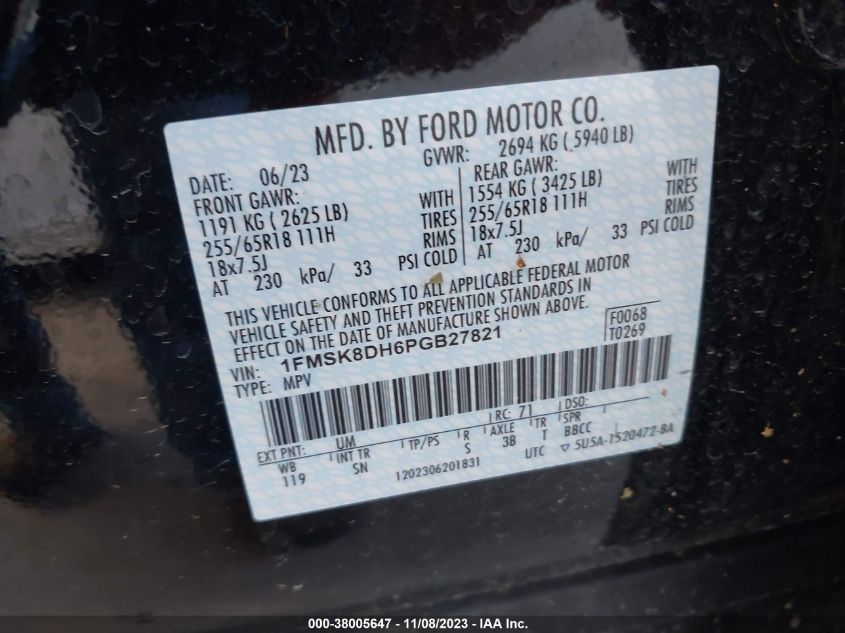 MFD. BY FORD MOTOR CO.
DATE: 06/23 GVWR: 2694 KG ( 5940 LB)
FRONT GAWR: REAR GAWR:
1191 KG ( 2625 LB) WITH 1554 KG ( 3425 LB) WITH
255/65R18 111H TIRES 255/65R18 111H TIRES
18x7.5J RIMS 18x7.5J RIMS
AT 230 kPa/ 33 PSI COLD AT 230 kPa/ 33 PSI COLD
THIS VEHICLE CONFORMS TO ALL APPLICABLE FEDERAL MOTOR
VEHICLE SAFETY AND THEFT PREVENTION STANDARDS IN
EFFECT ON THE DATE OF MANUFACTURE SHOWN ABOVE.
VIN: 1FMSK8DH6PGB27821 F0068
TYPE: MPV T0269
EXT PNT: UM RC: 71 DSO:
WB INT TR TP/PS R AXLE TR SPR
119 SN S 3B T BBCC
1202306201831 UTC ▽ 5U5A-1520472-BA
000-38005647 - 11/08/2023 - IAA Inc.